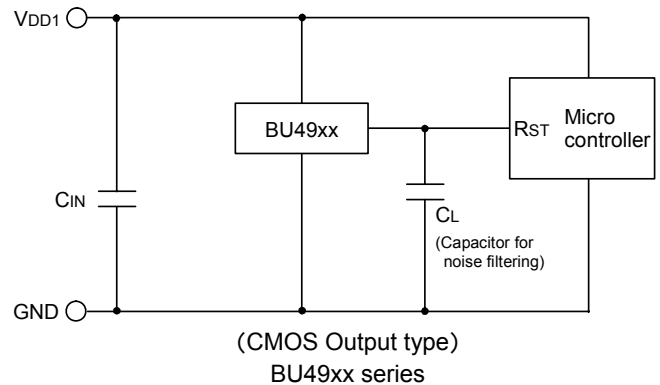 VDD1
BU49xx
RST
Micro
controller
CIN
CL
(Capacitor for
noise filtering)
GND
(CMOS Output type)
BU49xx series